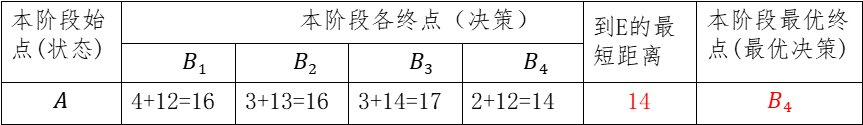 本阶段始点(状态) 本阶段各终点（决策） 到E的最短距离 本阶段最优终点(最优决策)
B₁ B₂ B₃ B₄
A 4+12=16 3+13=16 3+14=17 2+12=14 14 B₄